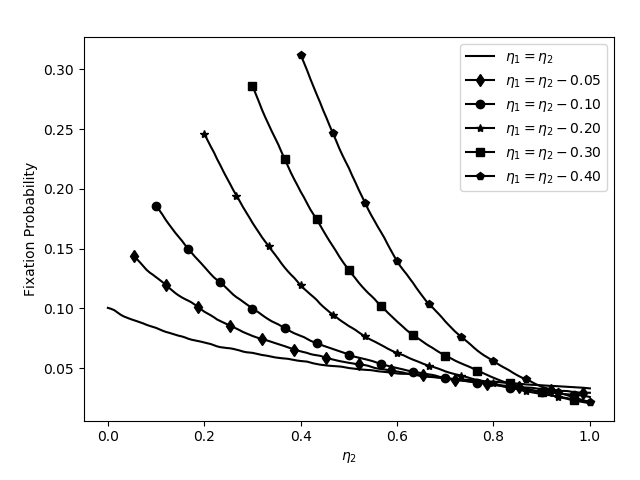 Fixation Probability
0.30
0.25
0.20
0.15
0.10
0.05
η₁ = η₂
η₁ = η₂ − 0.05
η₁ = η₂ − 0.10
η₁ = η₂ − 0.20
η₁ = η₂ − 0.30
η₁ = η₂ − 0.40
0.0 0.2 0.4 0.6 0.8 1.0
η₂